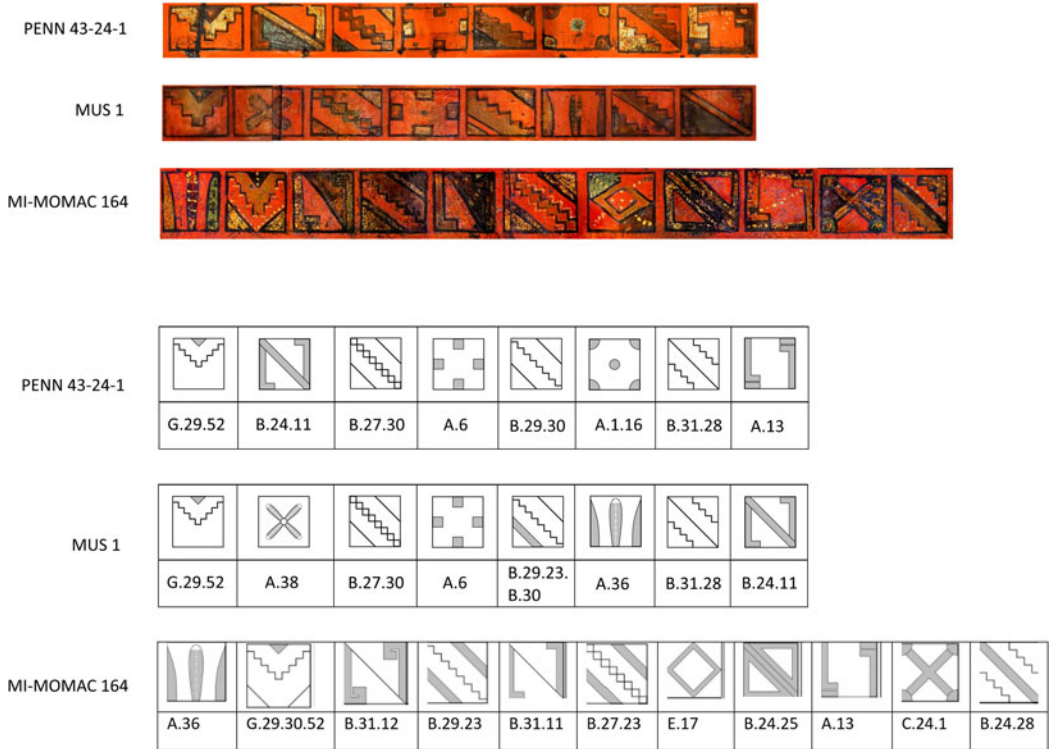 PENN 43-24-1
MUS 1
MI-MOMAC 164
PENN 43-24-1
G.29.52 B.24.11 B.27.30 A.6 B.29.30 A.1.16 B.31.28 A.13
MUS 1
G.29.52 A.38 B.27.30 A.6 B.29.23. B.30 A.36 B.31.28 B.24.11
MI-MOMAC 164
A.36 G.29.30.52 B.31.12 B.29.23 B.31.11 B.27.23 E.17 B.24.25 A.13 C.24.1 B.24.28